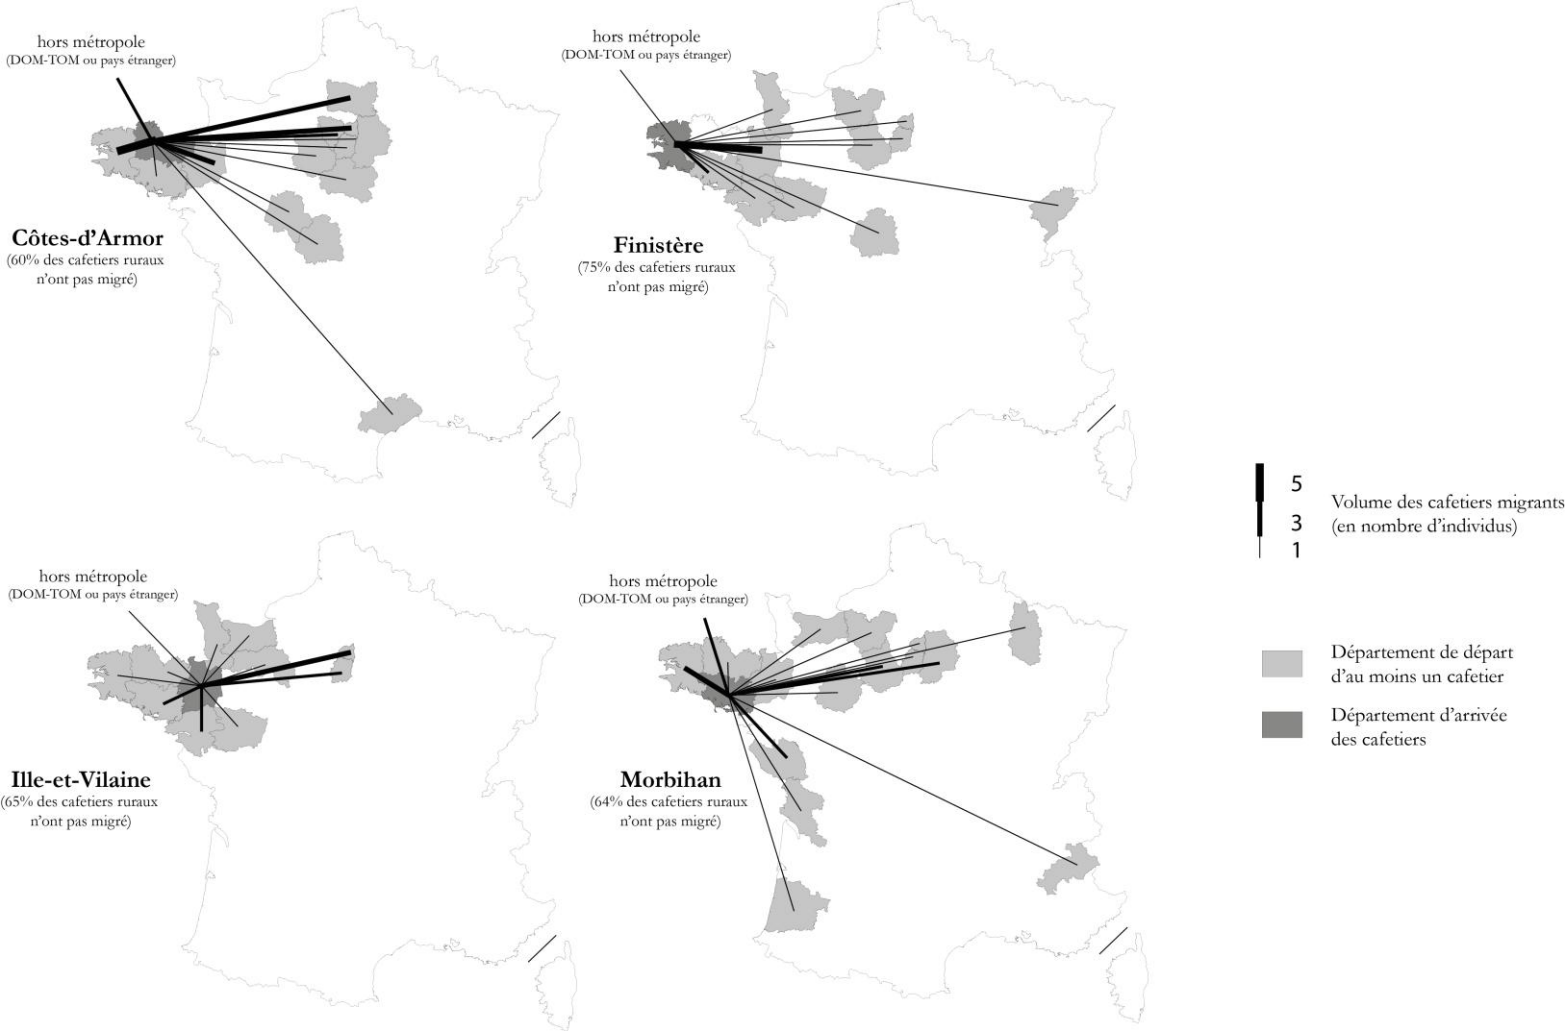 hors métropole
(DOM-TOM ou pays étranger)
Côtes-d'Armor
(60% des cafetiers ruraux
n'ont pas migré)
hors métropole
(DOM-TOM ou pays étranger)
Finistère
(75% des cafetiers ruraux
n'ont pas migré)
hors métropole
(DOM-TOM ou pays étranger)
Ille-et-Vilaine
(65% des cafetiers ruraux
n'ont pas migré)
hors métropole
(DOM-TOM ou pays étranger)
Morbihan
(64% des cafetiers ruraux
n'ont pas migré)
5
3
1
Volume des cafetiers migrants
(en nombre d'individus)
Département de départ
d'au moins un cafetier
Département d'arrivée
des cafetiers